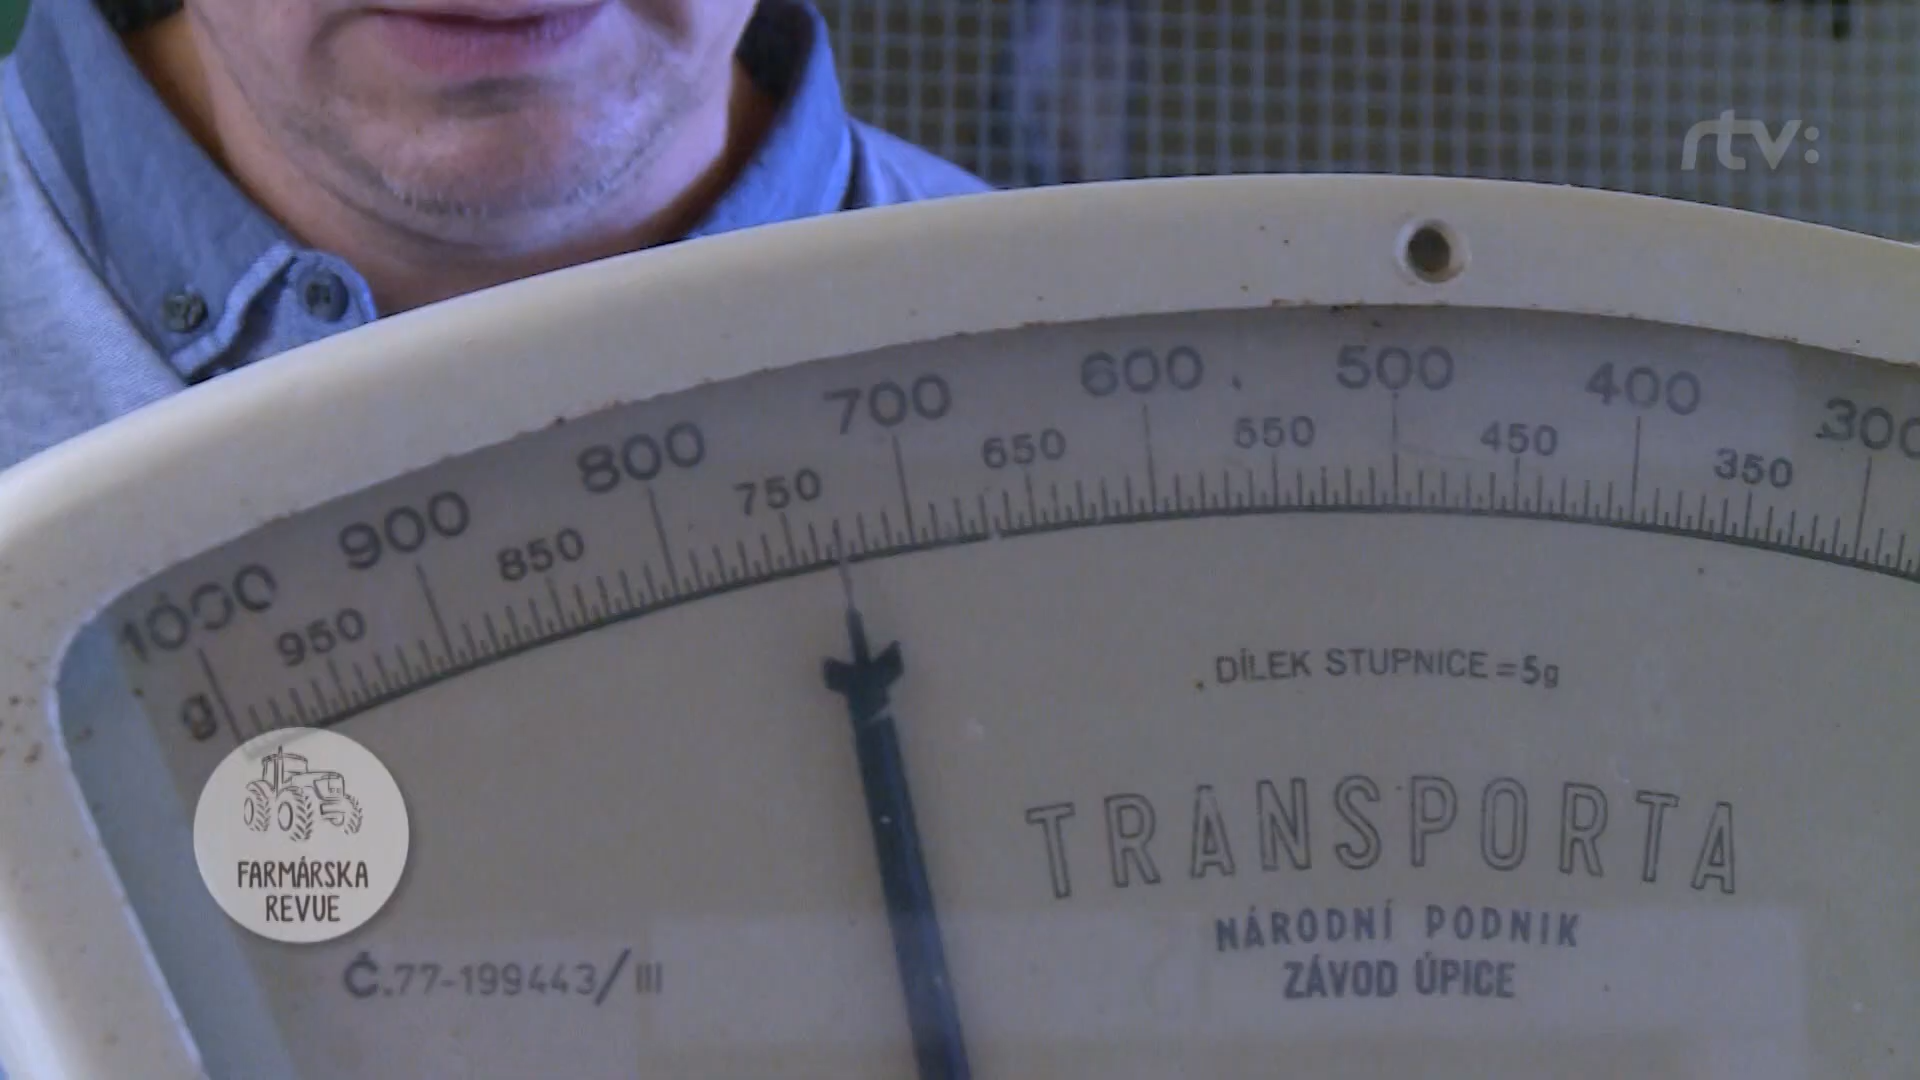 rtv:
1000 900 800 700 600 500 400 300
950 850 750 650 550 450 350
g
DÍLEK STUPNICE = 5g
TRANSPORTA
NÁRODNÍ PODNIK
ZÁVOD ÚPICE
Č.77-199443/III
FARMÁRSKA
REVUE